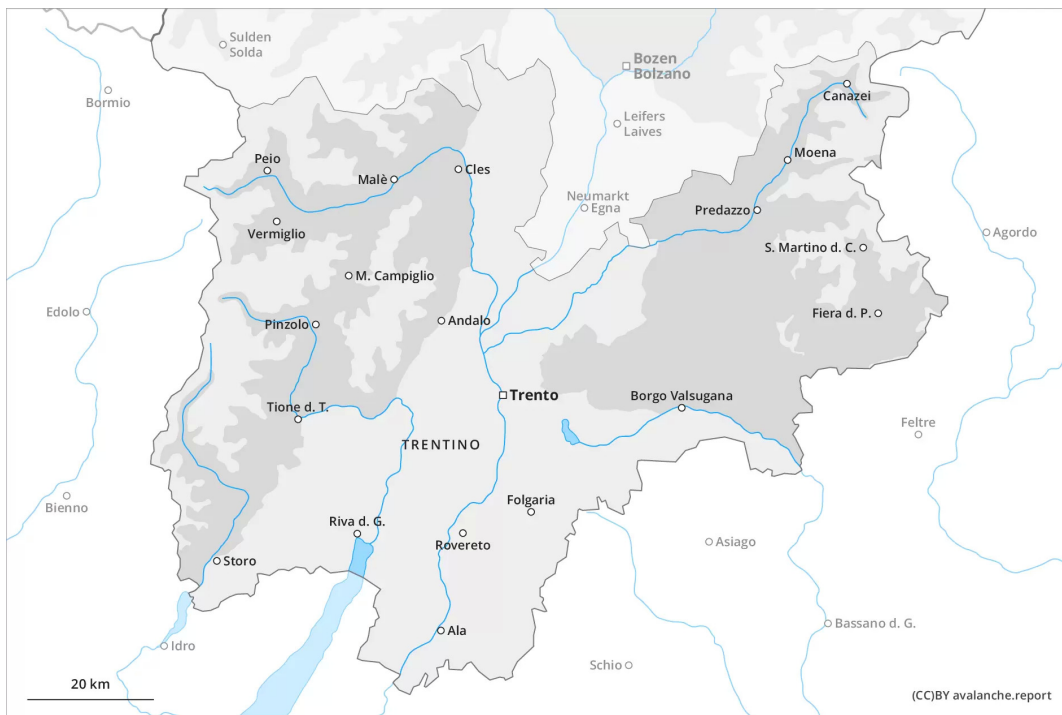 Sulden
Solda
Bozen
Bolzano
Bormio
Canazei
Leifers
Laives
Moena
Peio
Malè
Cles
Neumarkt
Egna
Predazzo
Vermiglio
Agordo
S. Martino d. C.
M. Campiglio
Edolo
Pinzolo
Andalo
Fiera d. P.
Trento
Borgo Valsugana
Tione d. T.
Feltre
TRENTINO
Bienno
Folgaria
Riva d. G.
Rovereto
Asiago
Storo
Ala
Bassano d. G.
Idro
Schio
20 km
(CC)BY avalanche.report